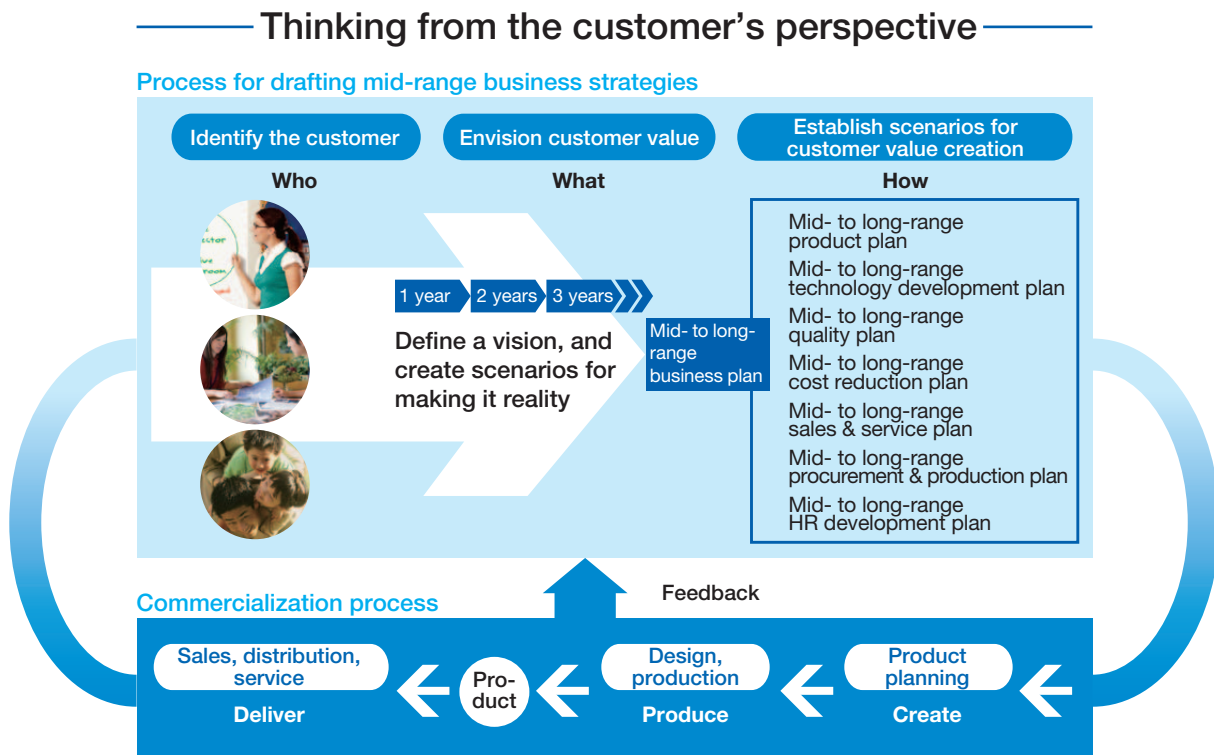 Thinking from the customer’s perspective
Process for drafting mid-range business strategies
Identify the customer
Who
Envision customer value
What
Establish scenarios for
customer value creation
How
1 year
2 years
3 years
Define a vision, and
create scenarios for
making it reality
Mid- to long-
range
business plan
Mid- to long-range
product plan
Mid- to long-range
technology development plan
Mid- to long-range
quality plan
Mid- to long-range
cost reduction plan
Mid- to long-range
sales & service plan
Mid- to long-range
procurement & production plan
Mid- to long-range
HR development plan
Feedback
Commercialization process
Sales, distribution,
service
Deliver
Pro-
duct
Design,
production
Produce
Product
planning
Create